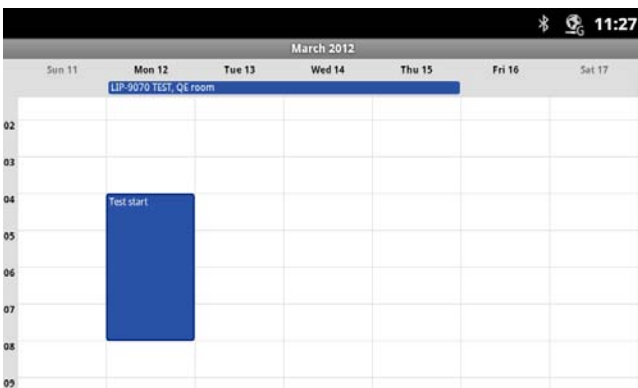 11:27
March 2012
Sun 11 Mon 12 Tue 13 Wed 14 Thu 15 Fri 16 Sat 17
LIP-9070 TEST, QE room
02
03
04 Test start
05
06
07
08
09